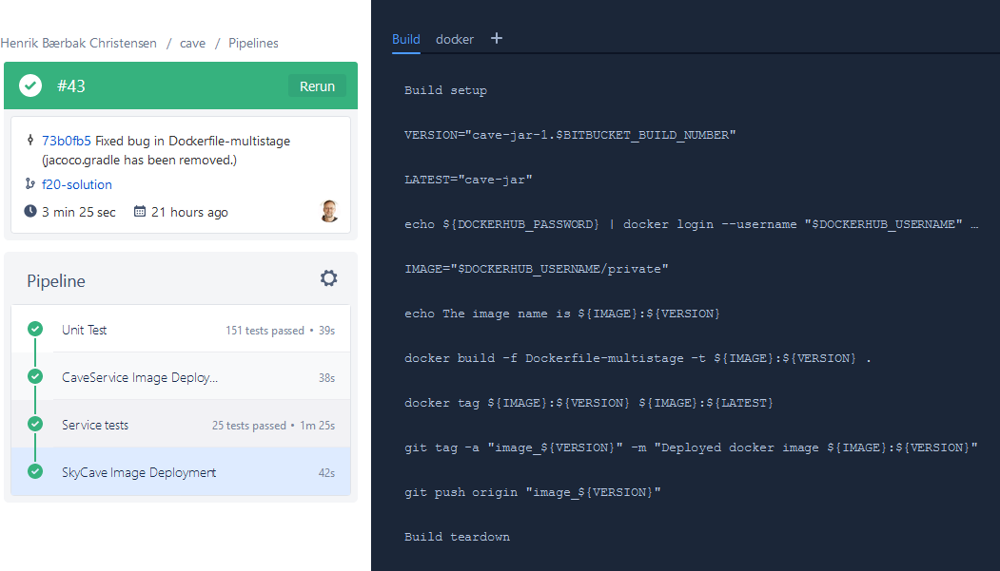 Henrik Bærbak Christensen / cave / Pipelines
#43
Rerun
73b0fb5 Fixed bug in Dockerfile-multistage
(jacoco.gradle has been removed.)
f20-solution
3 min 25 sec 21 hours ago
Pipeline
Unit Test 151 tests passed • 39s
CaveService Image Deploy... 38s
Service tests 25 tests passed • 1m 25s
SkyCave Image Deployment 42s
Build docker +
Build setup
VERSION="cave-jar-1.$BITBUCKET_BUILD_NUMBER"
LATEST="cave-jar"
echo ${DOCKERHUB_PASSWORD} | docker login --username "$DOCKERHUB_USERNAME" …
IMAGE="$DOCKERHUB_USERNAME/private"
echo The image name is ${IMAGE}:${VERSION}
docker build -f Dockerfile-multistage -t ${IMAGE}:${VERSION} .
docker tag ${IMAGE}:${VERSION} ${IMAGE}:${LATEST}
git tag -a "image_${VERSION}" -m "Deployed docker image ${IMAGE}:${VERSION}"
git push origin "image_${VERSION}"
Build teardown